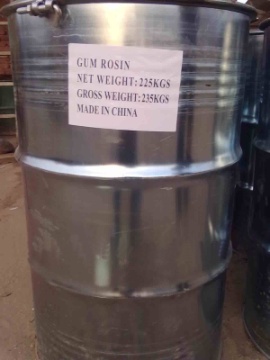 GUM ROSIN
NET WEIGHT: 225KGS
GROSS WEIGHT: 235KGS
MADE IN CHINA